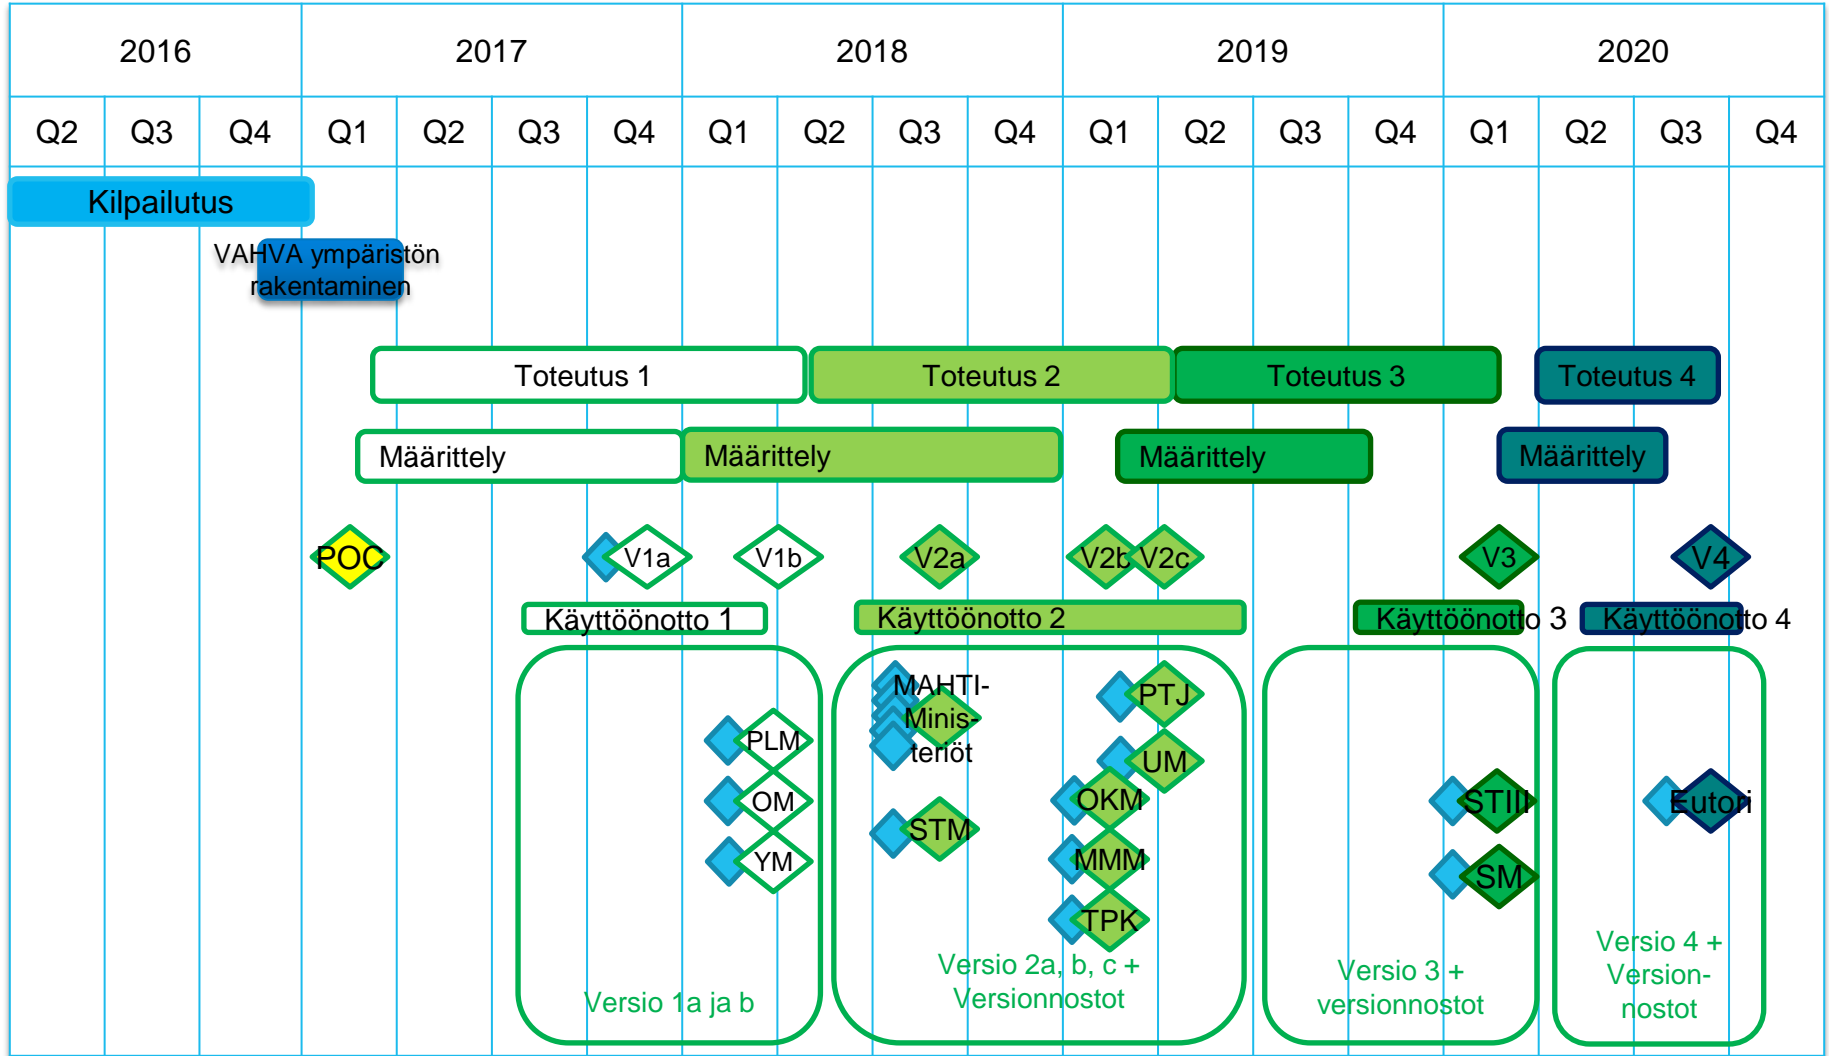 2016
2017
2018
2019
2020
Q2
Q3
Q4
Q1
Q2
Q3
Q4
Q1
Q2
Q3
Q4
Q1
Q2
Q3
Q4
Q1
Q2
Q3
Q4
Kilpailutus
VAHVA ympäristön
rakentaminen
Toteutus 1
Toteutus 2
Toteutus 3
Toteutus 4
Määrittely
Määrittely
Määrittely
Määrittely
POC
V1a
V1b
V2a
V2b
V2c
V3
V4
Käyttöönotto 1
Käyttöönotto 2
Käyttöönotto 3
Käyttöönotto 4
PLM
OM
YM
Versio 1a ja b
MAHTI-
Minis-
teriöt
STM
PTJ
UM
OKM
MMM
TPK
Versio 2a, b, c +
Versionnostot
STIII
SM
Versio 3 +
versionnostot
Eutori
Versio 4 +
Version-
nostot